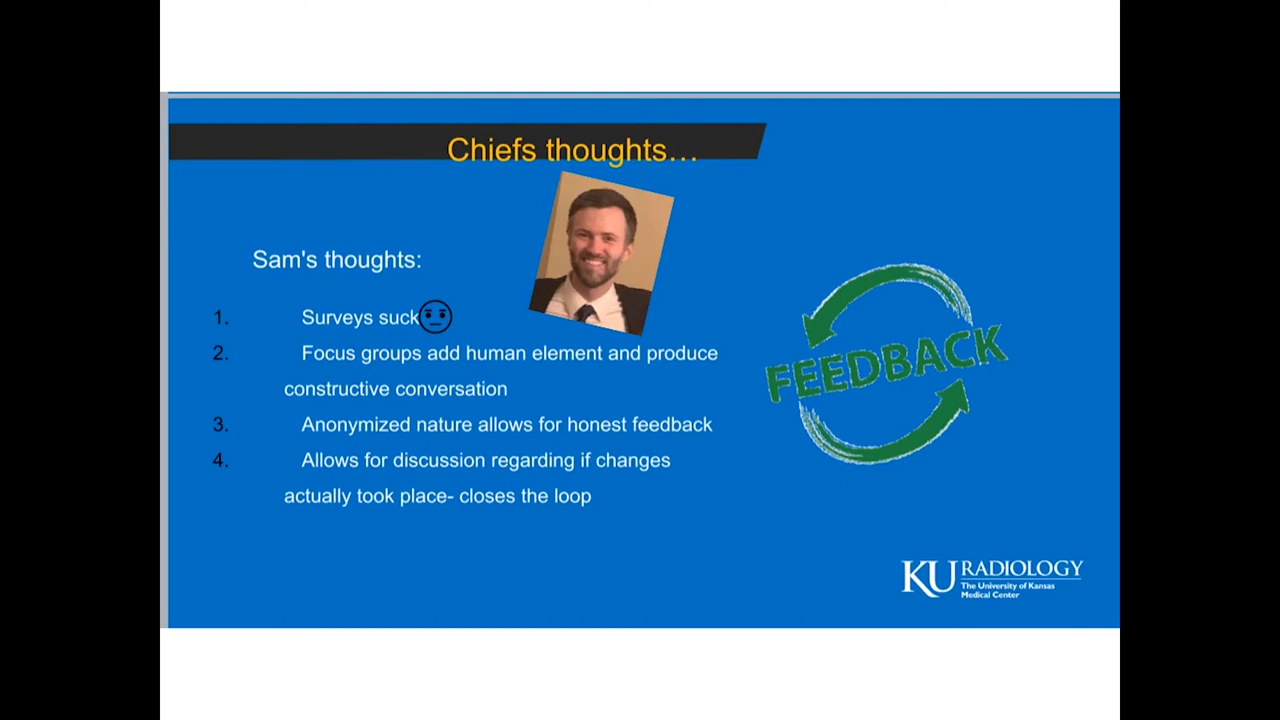 Chiefs thoughts...
Sam's thoughts:
1. Surveys suck
2. Focus groups add human element and produce
constructive conversation
3. Anonymized nature allows for honest feedback
4. Allows for discussion regarding if changes
actually took place- closes the loop
FEEDBACK
KU RADIOLOGY
The University of Kansas
Medical Center